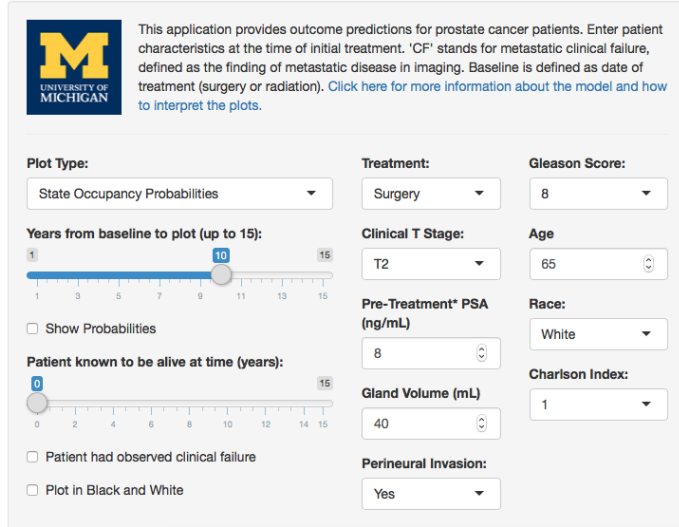 This application provides outcome predictions for prostate cancer patients. Enter patient
characteristics at the time of initial treatment. 'CF' stands for metastatic clinical failure,
defined as the finding of metastatic disease in imaging. Baseline is defined as date of
treatment (surgery or radiation). Click here for more information about the model and how
to interpret the plots.
M
UNIVERSITY OF
MICHIGAN
Plot Type:
State Occupancy Probabilities
Years from baseline to plot (up to 15):
1 10 15
1 3 5 7 9 11 13 15
Show Probabilities
Patient known to be alive at time (years):
0 15
0 2 4 6 8 10 12 14 15
Patient had observed clinical failure
Plot in Black and White
Treatment:
Surgery
Clinical T Stage:
T2
Pre-Treatment* PSA
(ng/mL)
8
Gland Volume (mL)
40
Perineural Invasion:
Yes
Gleason Score:
8
Age
65
Race:
White
Charlson Index:
1